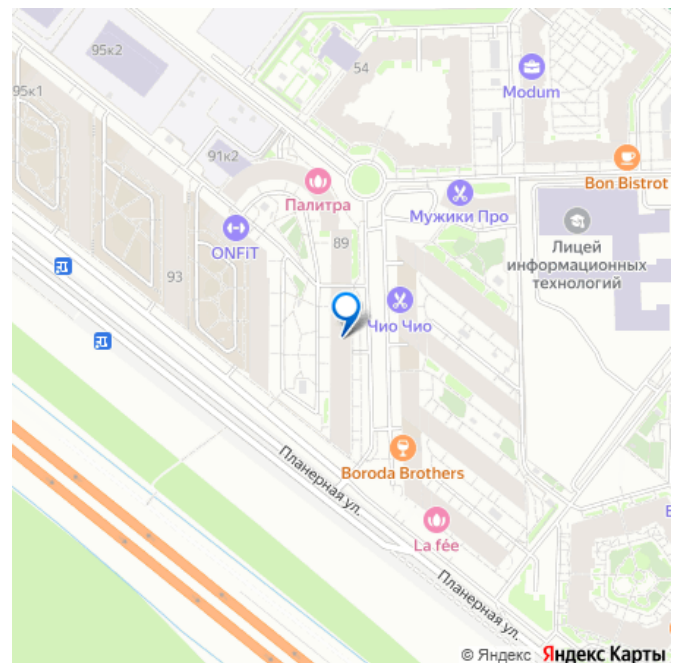 95к2
54
95к1
Modum
91к2
Bon Bistrot
Палитра
Мужики Про
ONFiT
89
Лицей
информационных
технологий
93
Чио Чио
Boroda Brothers
Планерная ул.
La fée
Планерная ул.
© Яндекс Яндекс Карты